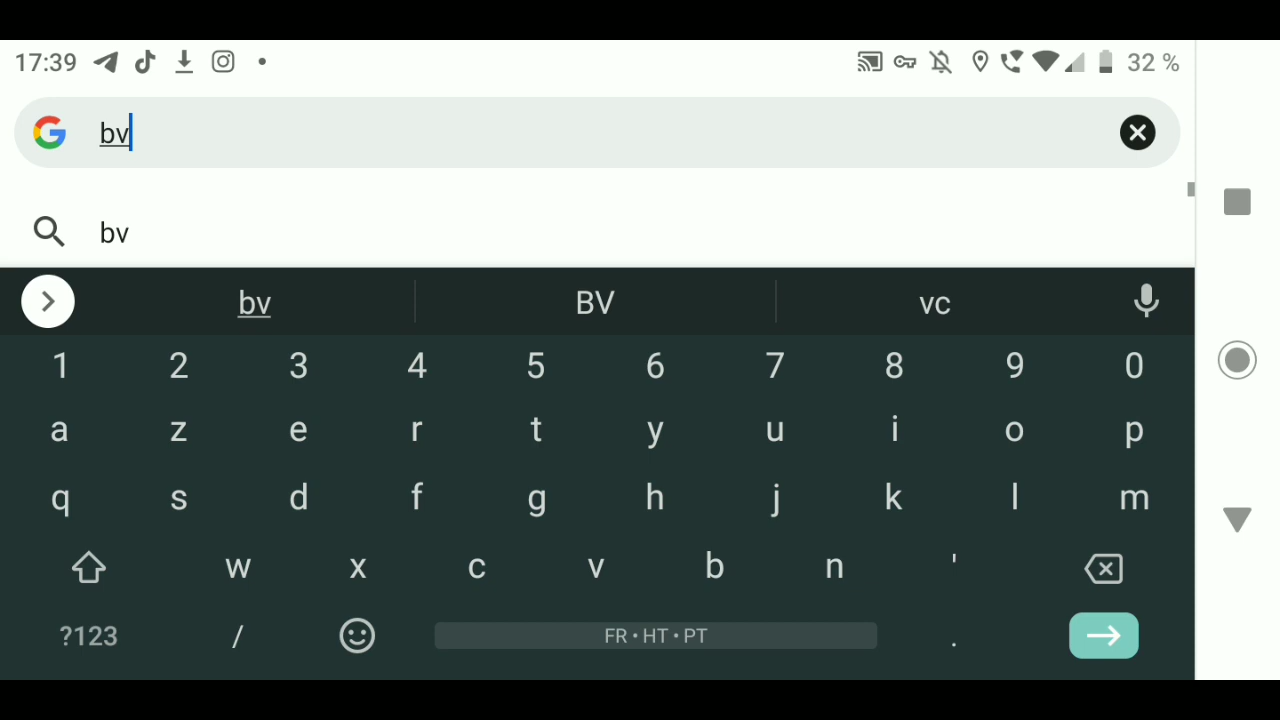 17:39 32 %
bv
bv
bv BV vc
1 2 3 4 5 6 7 8 9 0
a z e r t y u i o p
q s d f g h j k l m
w x c v b n '
?123 / FR • HT • PT .